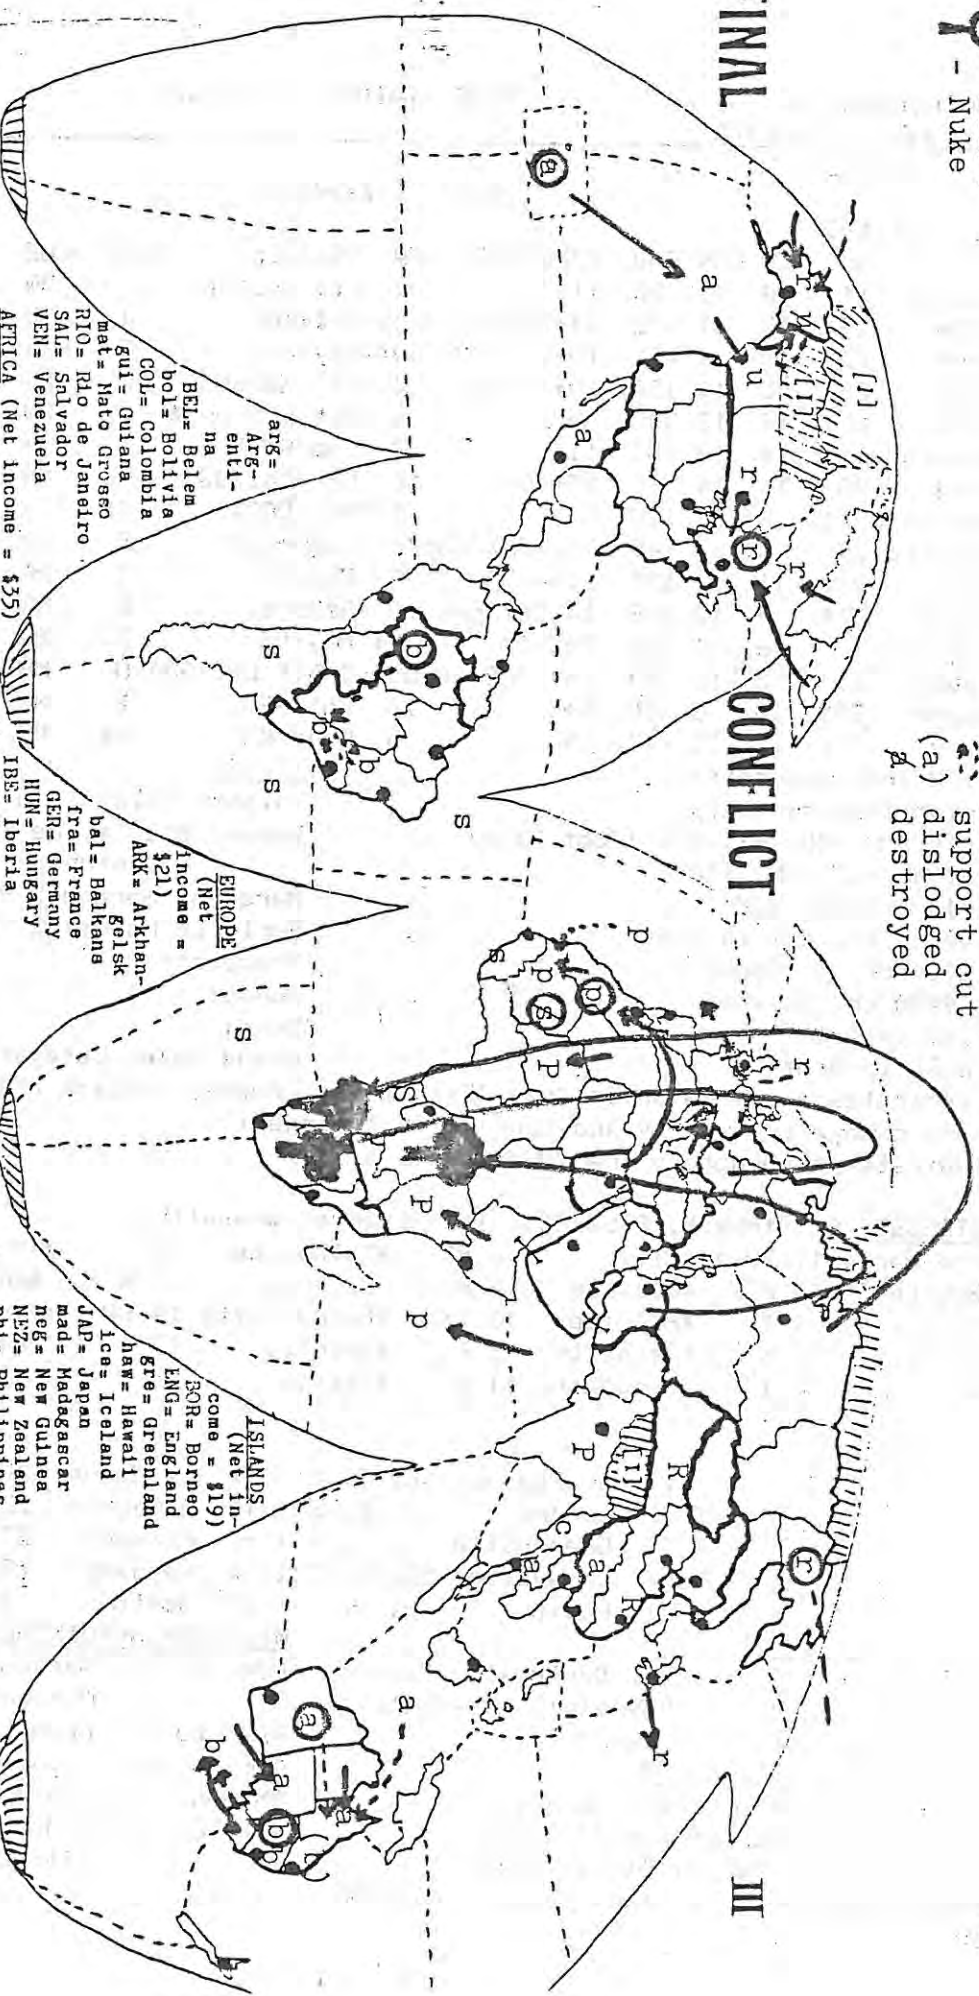 - Nuke
support cut
(a) dislodged
a destroyed
INAL
CONFLICT
III
arg=
Arg-
enti-
na
BEL= Belem
bol= Bolivia
COL= Colombia
gui= Guiana
mat= Mato Grosso
RIO= Rio de Janeiro
SAL= Salvador
VEN= Venezuela
AFRICA (Net income = $35)
EUROPE
(Net
income =
$21)
ARK= Arkhan-
gelsk
bal= Balkans
fra= France
GER= Germany
HUN= Hungary
IBE= Iberia
ISLANDS
(Net in-
come = $19)
BOR= Borneo
ENG= England
gre= Greenland
haw= Hawaii
ice= Iceland
JAP= Japan
mad= Madagascar
neg= New Guinea
NEZ= New Zealand
phi= Philippines
a
a
r
u
u
[1]
r
r
r
a
b
b
b
s
s
s
p
s
p
p
s
p
r
s
p
p
s
p
R
r
c
a
a
R
r
a
a
a
a
b
b
b